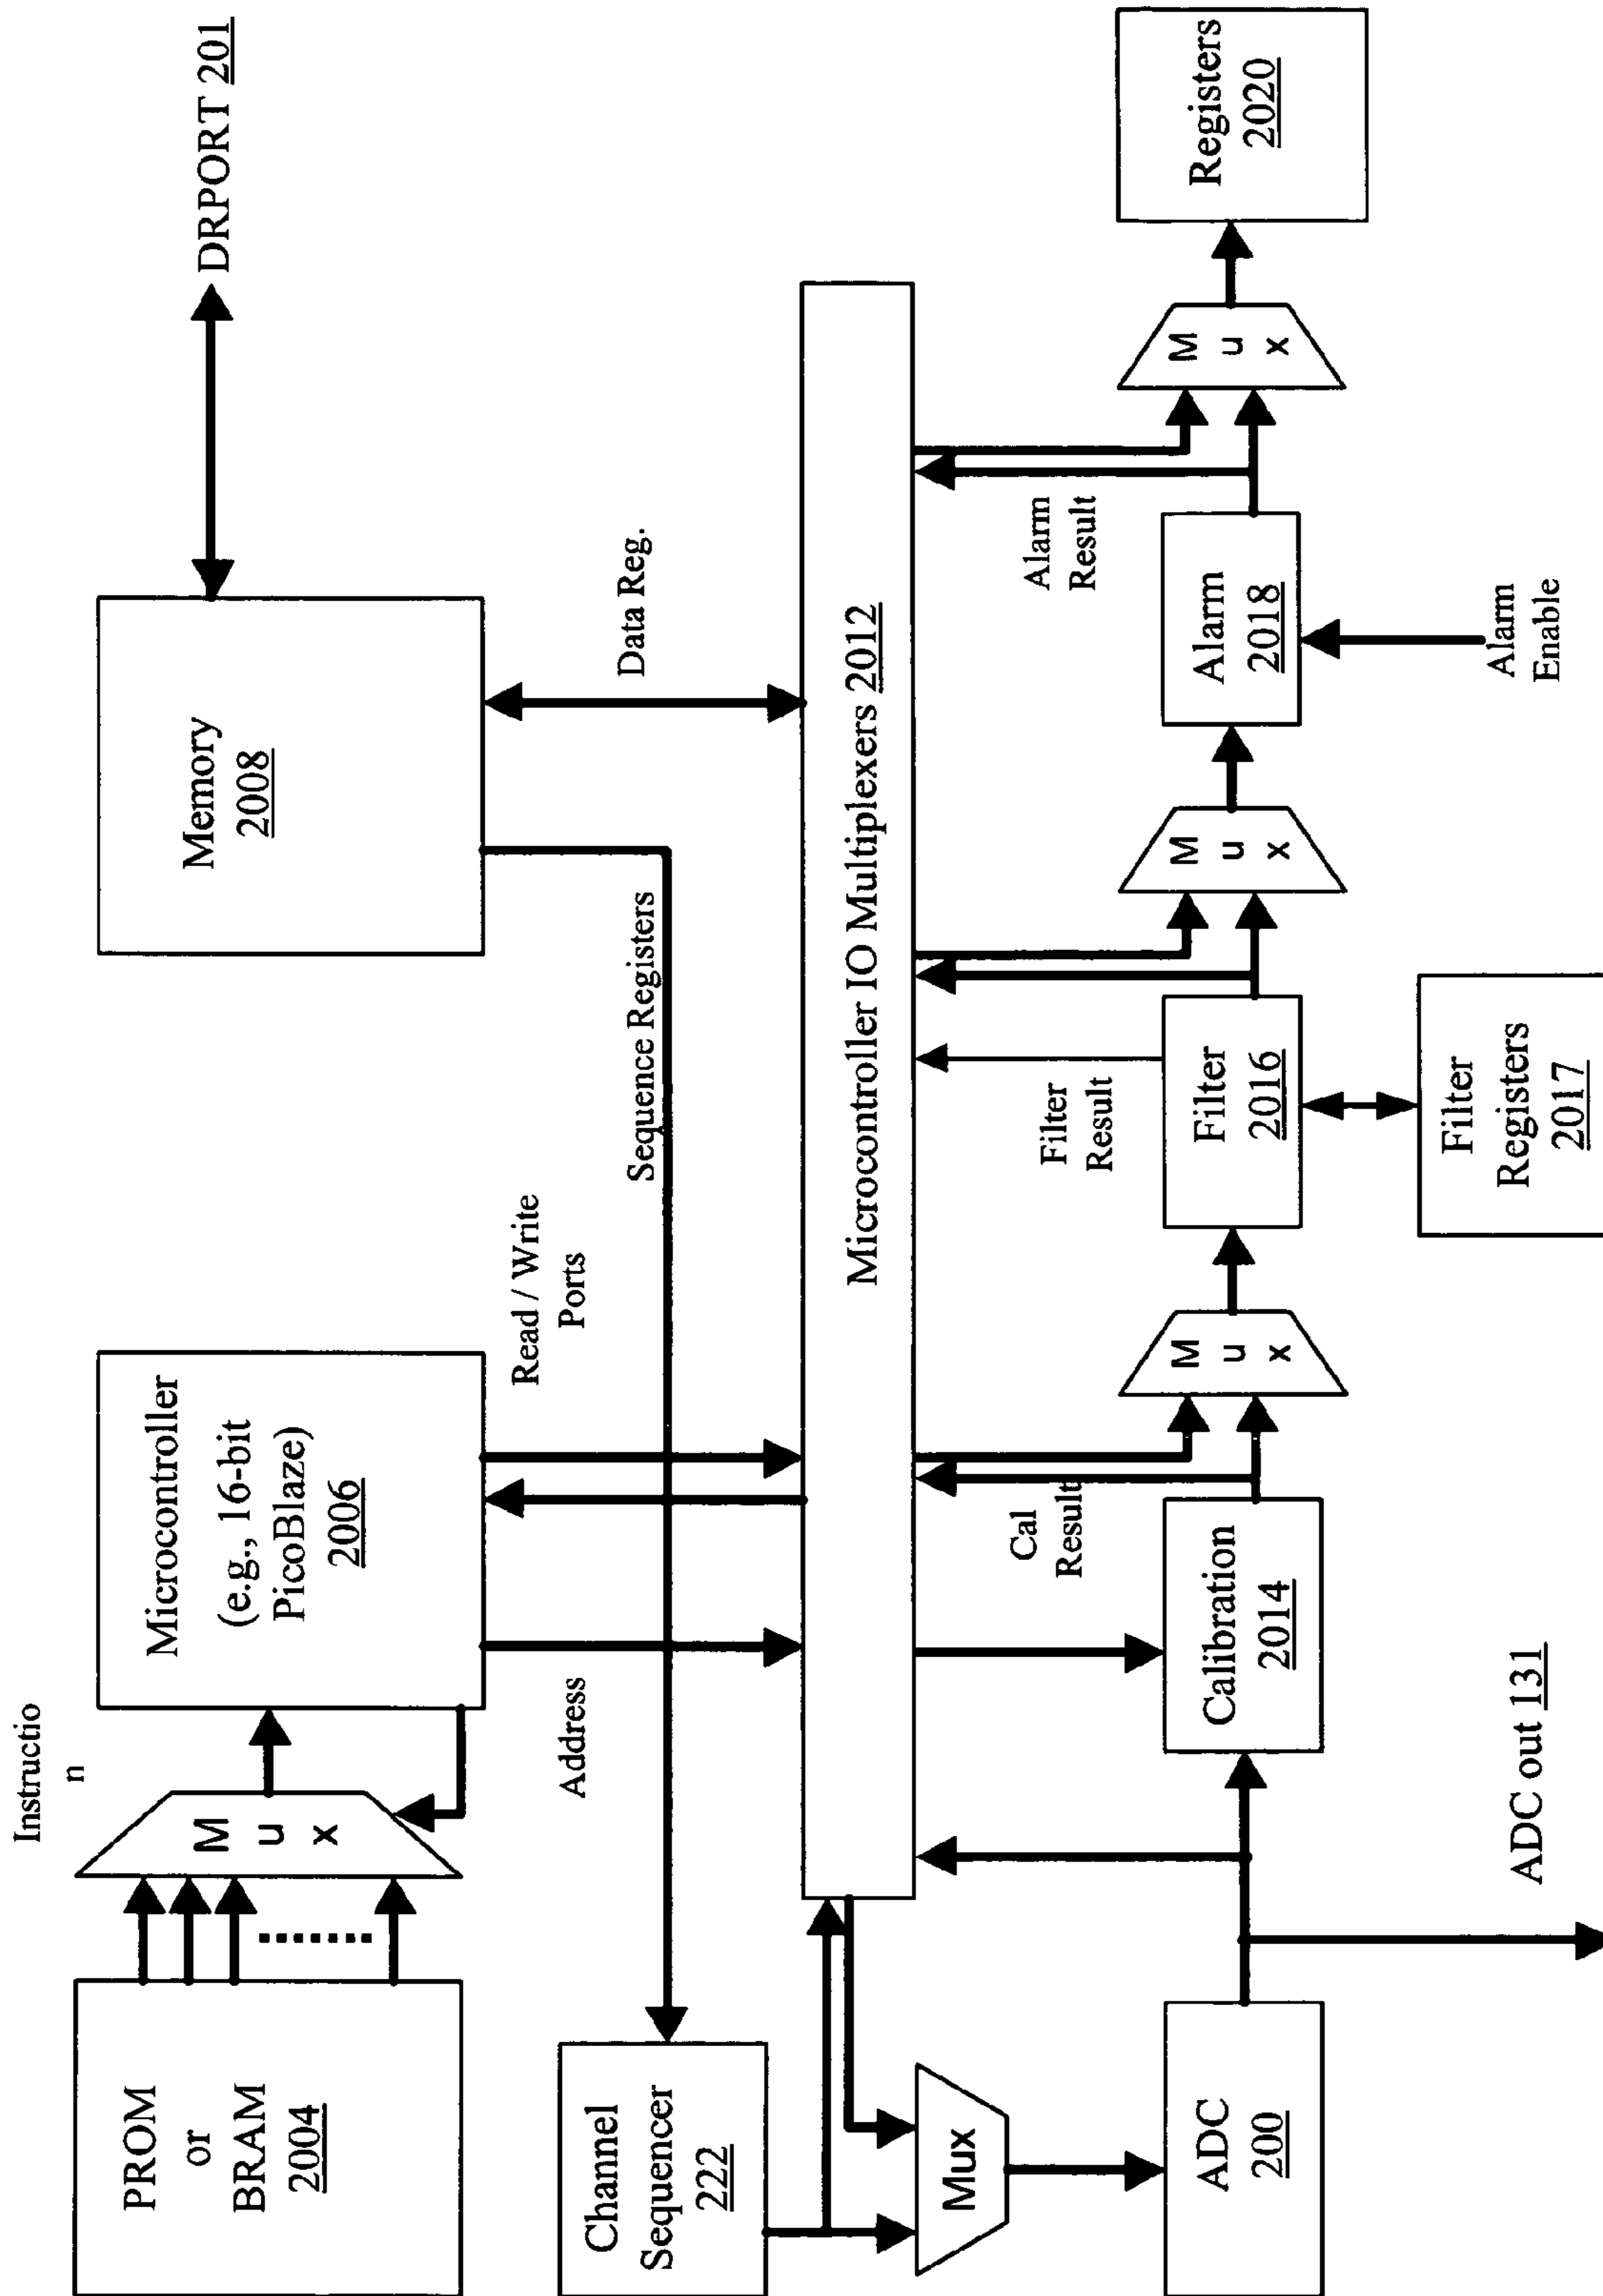 Instructio
n
PROM
or
BRAM
2004
M
u
x
Microcontroller
(e.g., 16-bit
PicoBlaze)
2006
Memory
2008
DRPORT 201
Channel
Sequencer
222
Address
Read / Write
Ports
Sequence Registers
Data Reg.
Microcontroller IO Multiplexers 2012
Mux
Cal
Result
Filter
Result
Alarm
Result
ADC
200
Calibration
2014
M
u
x
Filter
2016
M
u
x
Alarm
2018
M
u
x
Registers
2020
ADC out 131
Filter
Registers
2017
Alarm
Enable